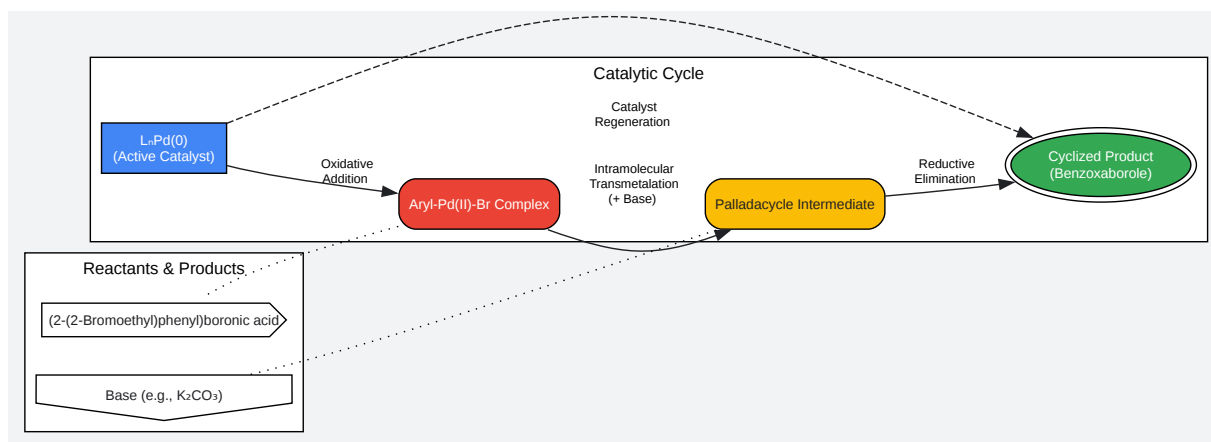 Catalytic Cycle
Catalyst
Regeneration
LₙPd(0)
(Active Catalyst)
Oxidative
Addition
Aryl-Pd(II)-Br Complex
Intramolecular
Transmetalation
(+ Base)
Palladacycle Intermediate
Reductive
Elimination
Cyclized Product
(Benzoxaborole)
Reactants & Products
(2-(2-Bromoethyl)phenyl)boronic acid
Base (e.g., K₂CO₃)